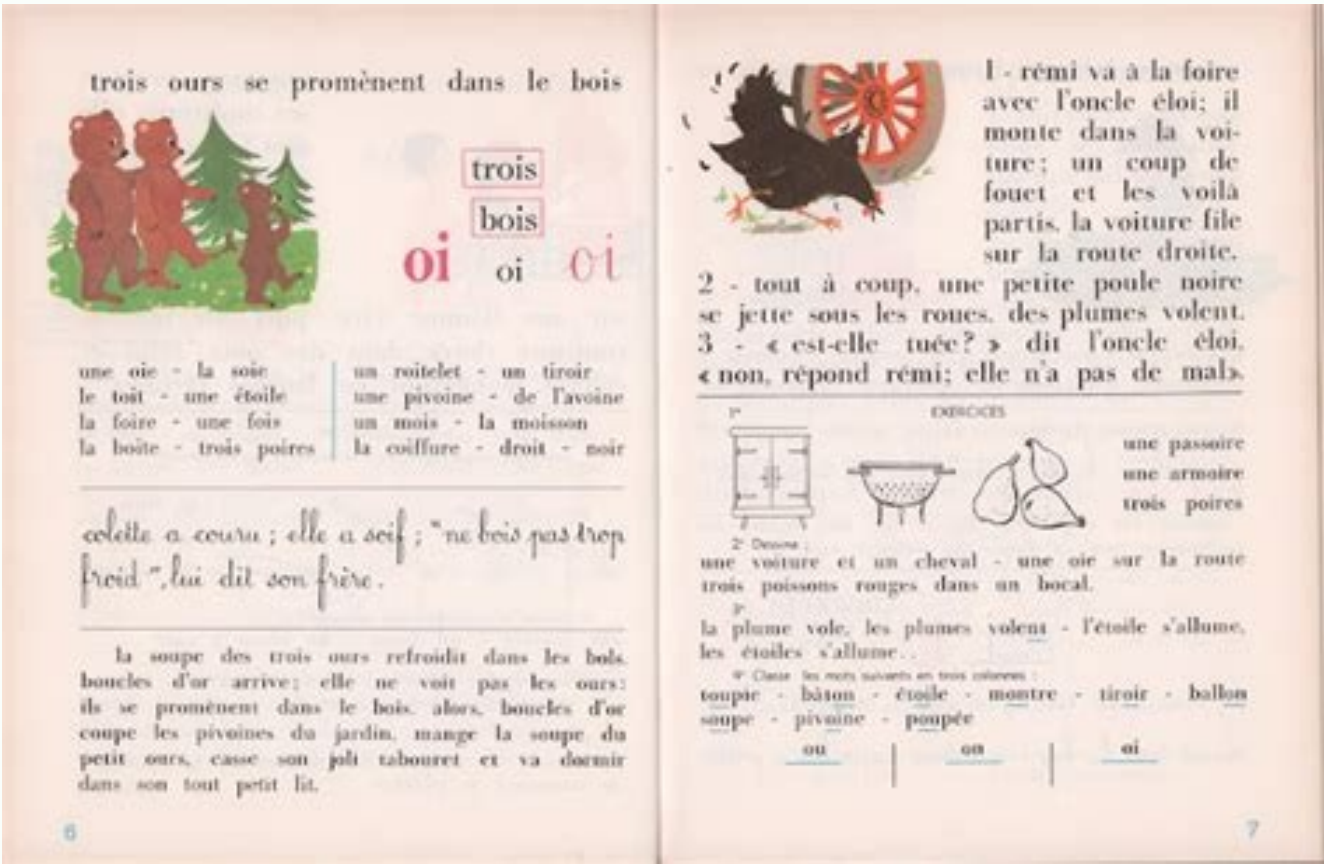 trois ours se promènent dans le bois
trois
bois
oi oi oi
une oie - la soie
le toit - une étoile
la foire - une fois
la boîte - trois poires
un roitelet - un tiroir
une pivoine - de l'avoine
un mois - la moisson
la coiffure - droit - noir
colette a couru ; elle a soif ; "ne bois pas trop
froid", lui dit son frère.
la soupe des trois ours refroidit dans les bols.
boucles d'or arrive; elle ne voit pas les ours:
ils se promènent dans le bois. alors, boucles d'or
coupe les pivoines du jardin, mange la soupe du
petit ours, casse son joli tabouret et va dormir
dans son tout petit lit.
6
1 - rémi va à la foire
avec l'oncle éloi; il
monte dans la voi-
ture; un coup de
fouet et les voilà
partis. la voiture file
sur la route droite.
2 - tout à coup, une petite poule noire
se jette sous les roues. des plumes volent.
3 - « est-elle tuée? » dit l'oncle éloi.
« non, répond rémi; elle n'a pas de mal».
1°
EXERCICES
une passoire
une armoire
trois poires
2° Dessine :
une voiture et un cheval - une oie sur la route
trois poissons rouges dans un bocal.
3°
la plume vole, les plumes volent - l'étoile s'allume,
les étoiles s'allume..
4° Classe les mots suivants en trois colonnes :
toupie - bâton - étoile - montre - tiroir - ballon
soupe - pivoine - poupée
ou on oi
7